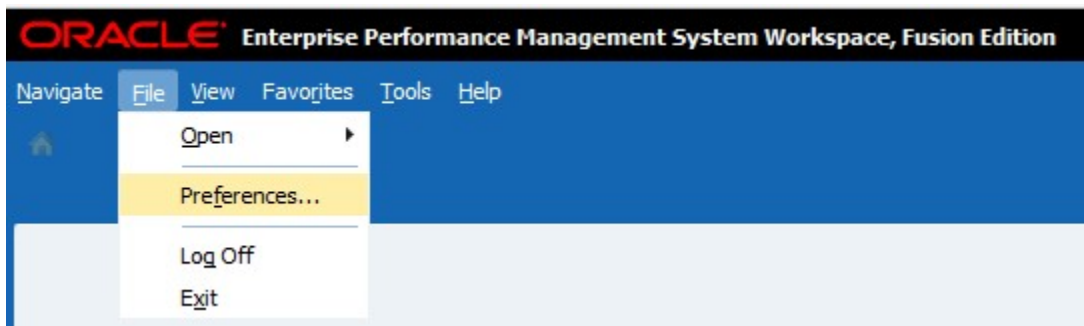 ORACLE Enterprise Performance Management System Workspace, Fusion Edition
Navigate File View Favorites Tools Help
Open
Preferences...
Log Off
Exit